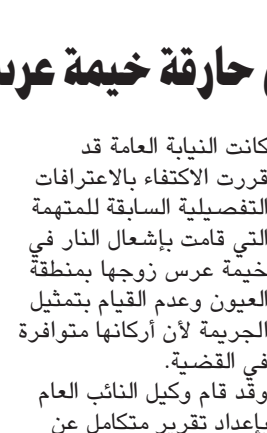 حارقة خيمة
كانت النيابة العامة قد
قررت الاكتفاء بالاعترافات
التفصيلية السابقة للمتهمة
التي قامت بإشعال النار في
خيمة عرس زوجها بمنطقة
العيون وعدم القيام بتمثيل
الجريمة لأن أركانها متوافرة
في القضية.
وقد قام وكيل النائب العام
بإعداد تقرير متكامل عن